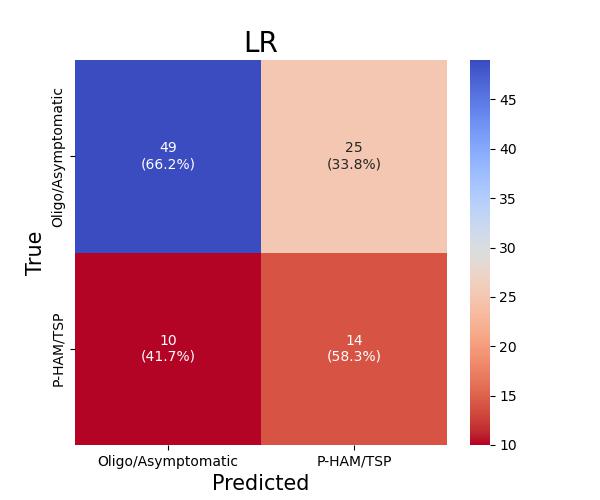 LR
True
Oligo/Asymptomatic
P-HAM/TSP
49
(66.2%)
25
(33.8%)
10
(41.7%)
14
(58.3%)
Oligo/Asymptomatic
P-HAM/TSP
Predicted
45
40
35
30
25
20
15
10